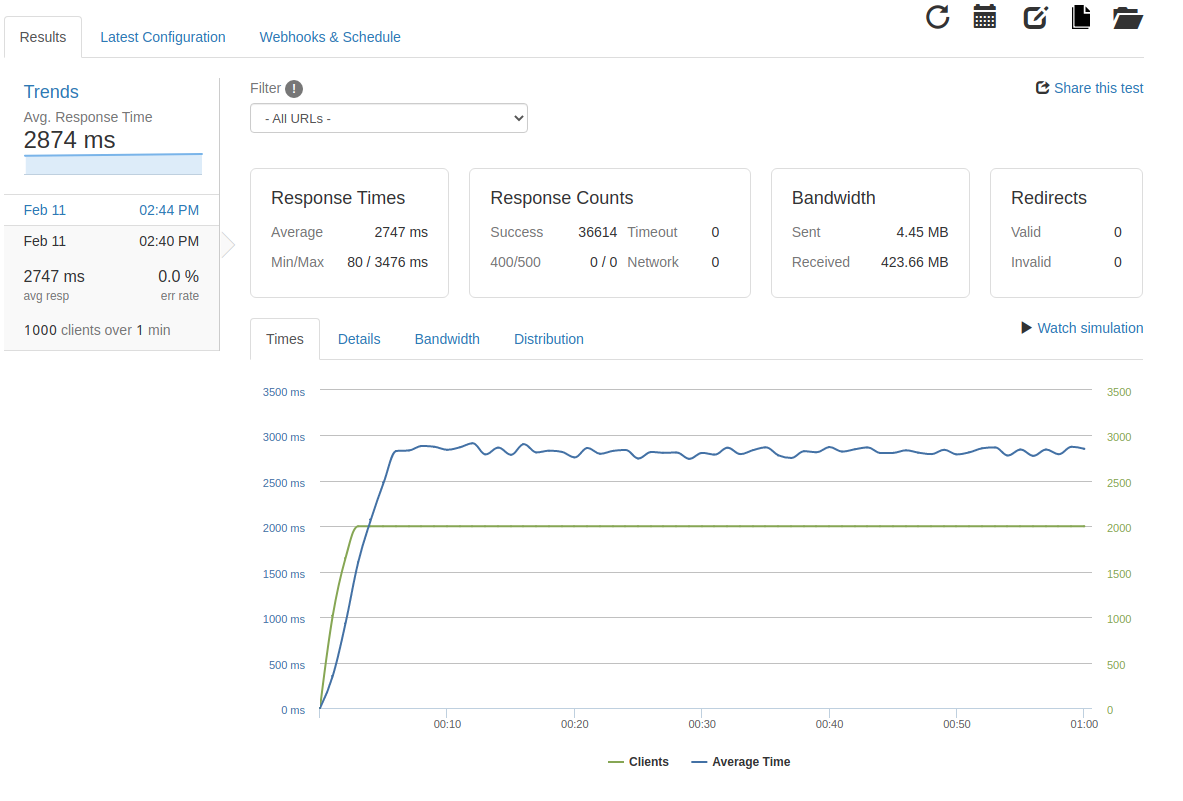 Results Latest Configuration Webhooks & Schedule
Trends
Avg. Response Time
2874 ms
Feb 11 02:44 PM
Feb 11 02:40 PM
2747 ms 0.0 %
avg resp err rate
1000 clients over 1 min
Filter !
- All URLs -
Share this test
Response Times
Average 2747 ms
Min/Max 80 / 3476 ms
Response Counts
Success 36614 Timeout 0
400/500 0 / 0 Network 0
Bandwidth
Sent 4.45 MB
Received 423.66 MB
Redirects
Valid 0
Invalid 0
Times Details Bandwidth Distribution
Watch simulation
3500 ms 3500
3000 ms 3000
2500 ms 2500
2000 ms 2000
1500 ms 1500
1000 ms 1000
500 ms 500
0 ms 0
00:10 00:20 00:30 00:40 00:50 01:00
Clients Average Time